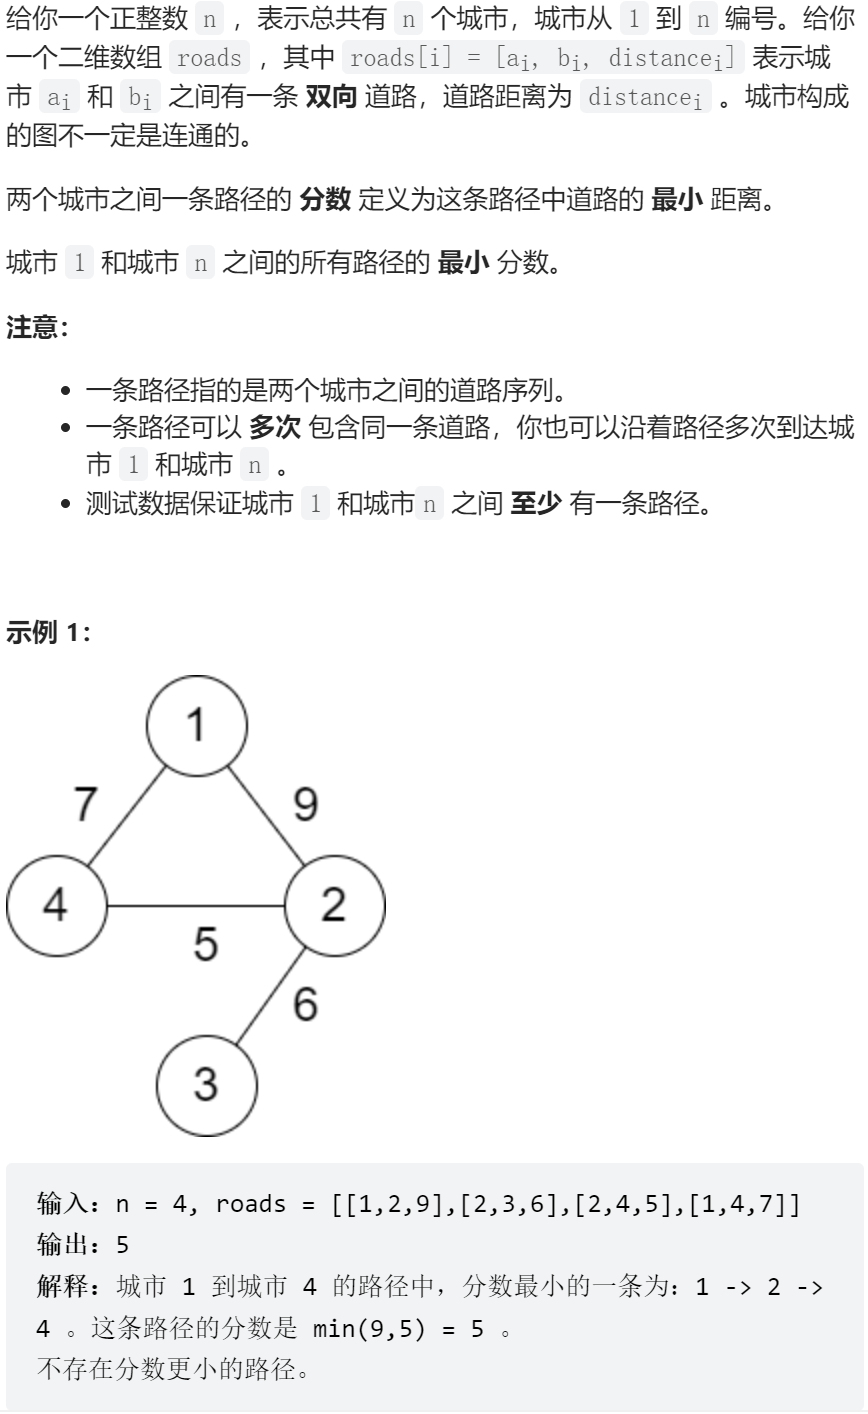 给你一个正整数 n ，表示总共有 n 个城市，城市从 1 到 n 编号。给你
一个二维数组 roads ，其中 roads[i] = [aᵢ, bᵢ, distanceᵢ] 表示城
市 aᵢ 和 bᵢ 之间有一条 双向 道路，道路距离为 distanceᵢ 。城市构成
的图不一定是连通的。
两个城市之间一条路径的 分数 定义为这条路径中道路的 最小 距离。
城市 1 和城市 n 之间的所有路径的 最小 分数。
注意：
• 一条路径指的是两个城市之间的道路序列。
• 一条路径可以 多次 包含同一条道路，你也可以沿着路径多次到达城
市 1 和城市 n 。
• 测试数据保证城市 1 和城市n 之间 至少 有一条路径。
示例 1：
1
7
9
4
2
5
6
3
输入：n = 4, roads = [[1,2,9],[2,3,6],[2,4,5],[1,4,7]]
输出：5
解释：城市 1 到城市 4 的路径中，分数最小的一条为：1 -> 2 ->
4 。这条路径的分数是 min(9,5) = 5 。
不存在分数更小的路径。